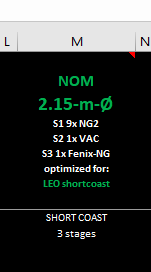 L M N
NOM
2.15-m-Ø
S1 9x NG2
S2 1x VAC
S3 1x Fenix-NG
optimized for:
LEO shortcoast
SHORT COAST
3 stages